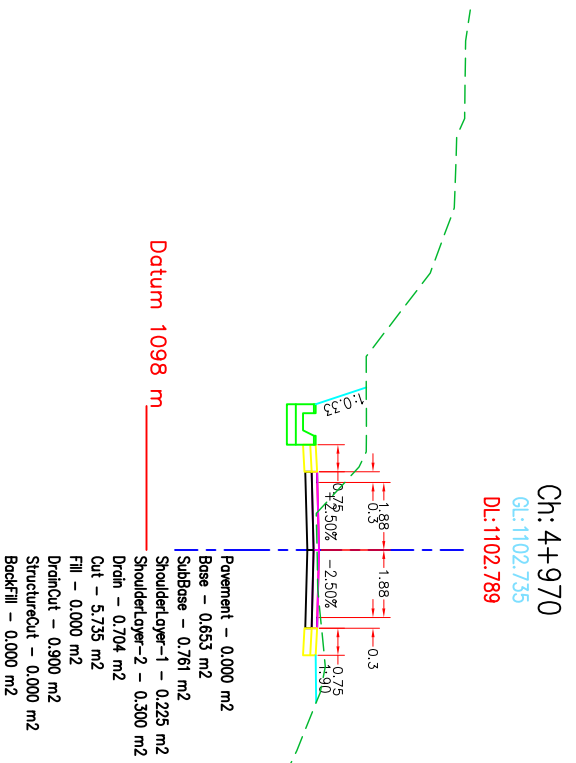 Ch: 4+970
GL:1102.735
DL:1102.789
1.88
1.88
0.3
0.3
0.75
0.75
+2.50%
-2.50%
1:0.33
1:90
Datum 1098 m
Pavement - 0.000 m2
Base - 0.653 m2
SubBase - 0.761 m2
ShoulderLayer-1 - 0.225 m2
ShoulderLayer-2 - 0.300 m2
Drain - 0.704 m2
Cut - 5.735 m2
Fill - 0.000 m2
DrainCut - 0.900 m2
StructureCut - 0.000 m2
BackFill - 0.000 m2